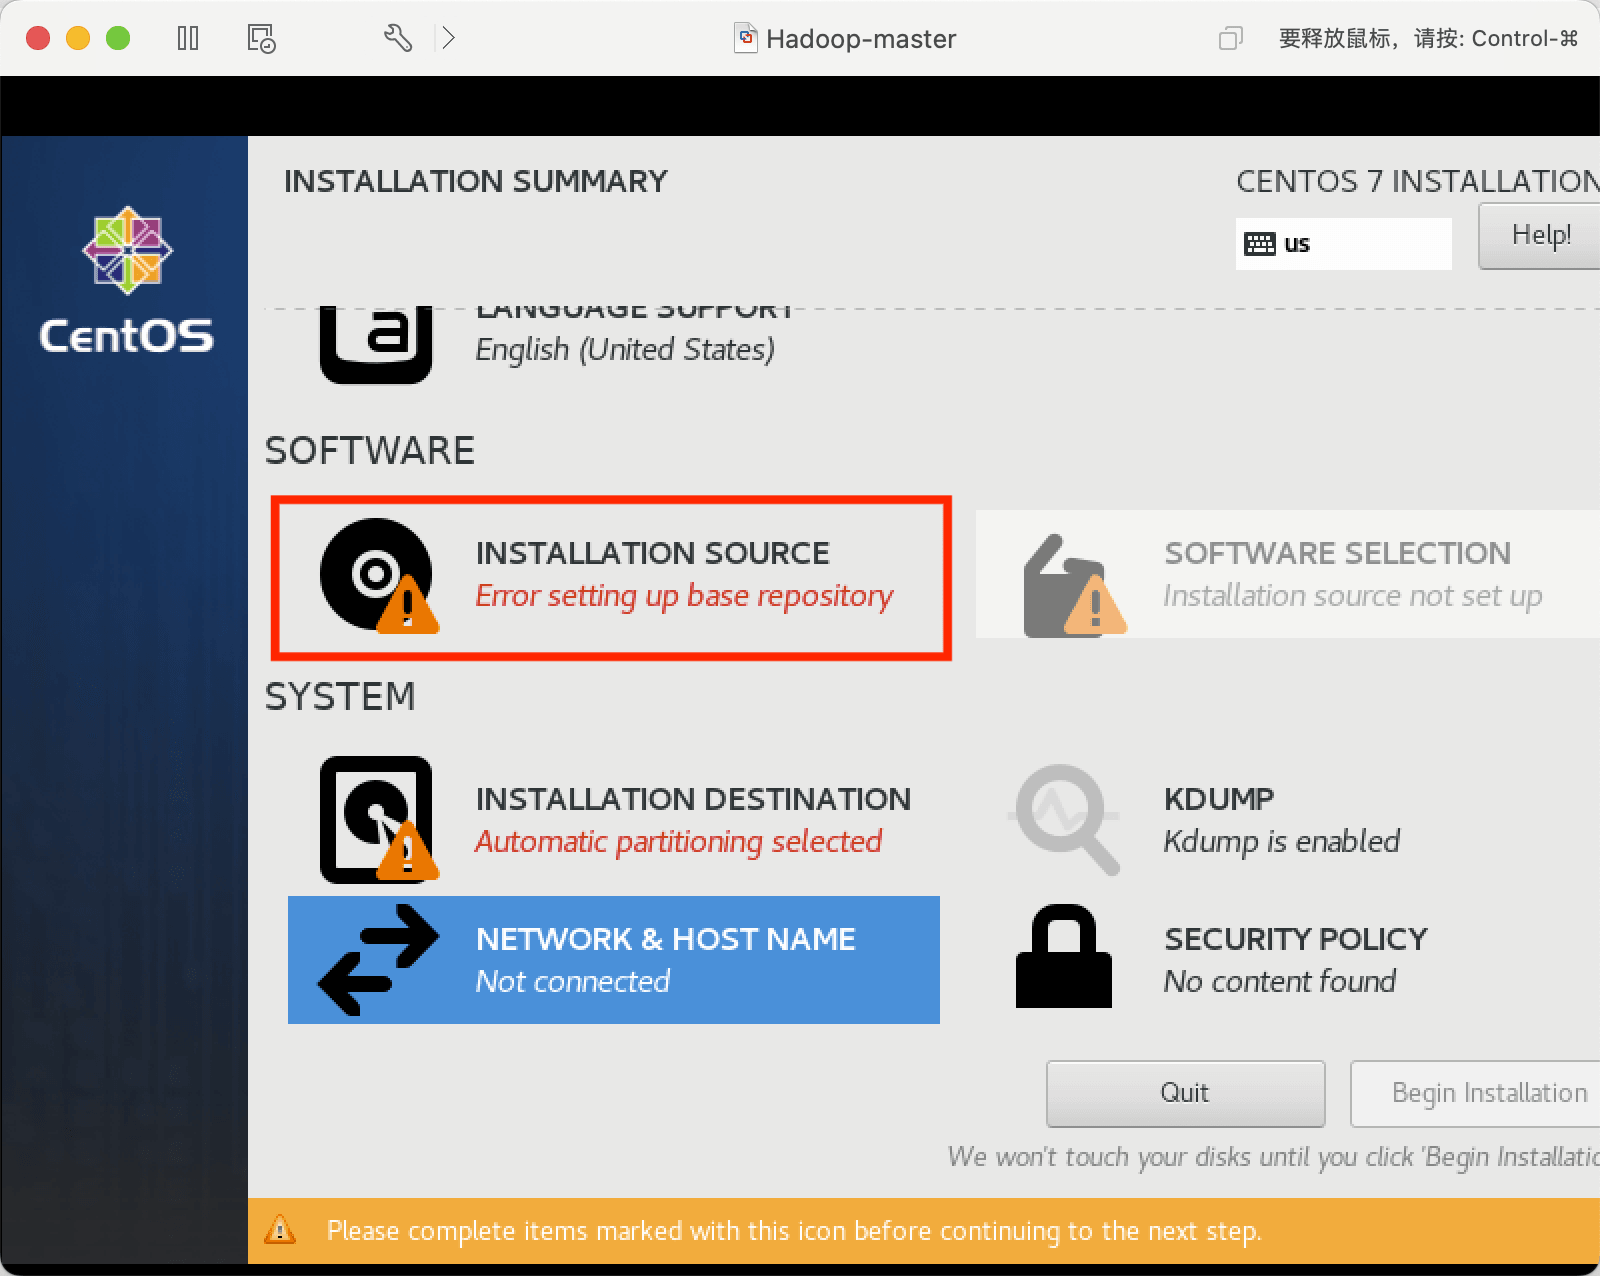 Hadoop-master
要释放鼠标，请按: Control-⌘
INSTALLATION SUMMARY
CENTOS 7 INSTALLATION
us
Help!
CentOS
LANGUAGE SUPPORT
English (United States)
SOFTWARE
INSTALLATION SOURCE
Error setting up base repository
SOFTWARE SELECTION
Installation source not set up
SYSTEM
INSTALLATION DESTINATION
Automatic partitioning selected
KDUMP
Kdump is enabled
NETWORK & HOST NAME
Not connected
SECURITY POLICY
No content found
Quit
Begin Installation
We won't touch your disks until you click 'Begin Installatio
Please complete items marked with this icon before continuing to the next step.